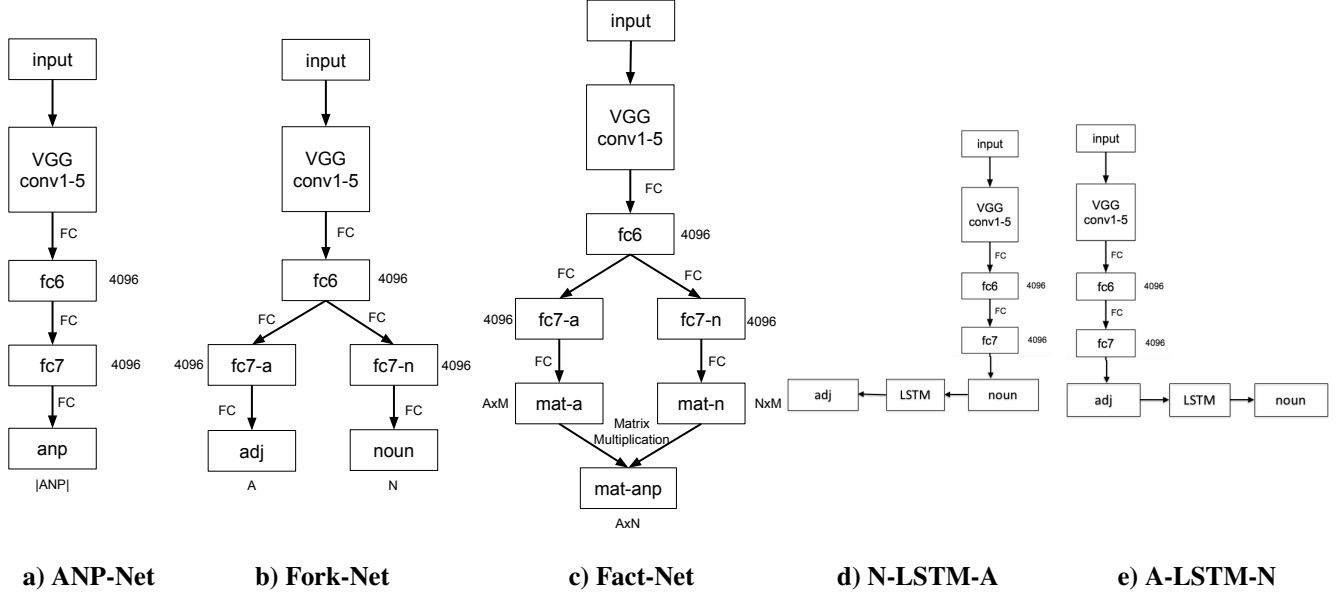 input
VGG
conv1-5
FC
fc6
4096
FC
fc7
4096
FC
anp
|ANP|
a) ANP-Net
input
VGG
conv1-5
FC
fc6
4096
FC
FC
4096
fc7-a
fc7-n
4096
FC
FC
adj
noun
A
N
b) Fork-Net
input
VGG
conv1-5
FC
fc6
4096
FC
FC
4096
fc7-a
fc7-n
4096
FC
FC
AxM
mat-a
mat-n
NxM
Matrix
Multiplication
mat-anp
AxN
c) Fact-Net
input
VGG
conv1-5
FC
fc6
4096
FC
fc7
4096
adj
LSTM
noun
d) N-LSTM-A
input
VGG
conv1-5
FC
fc6
4096
FC
fc7
4096
adj
LSTM
noun
e) A-LSTM-N